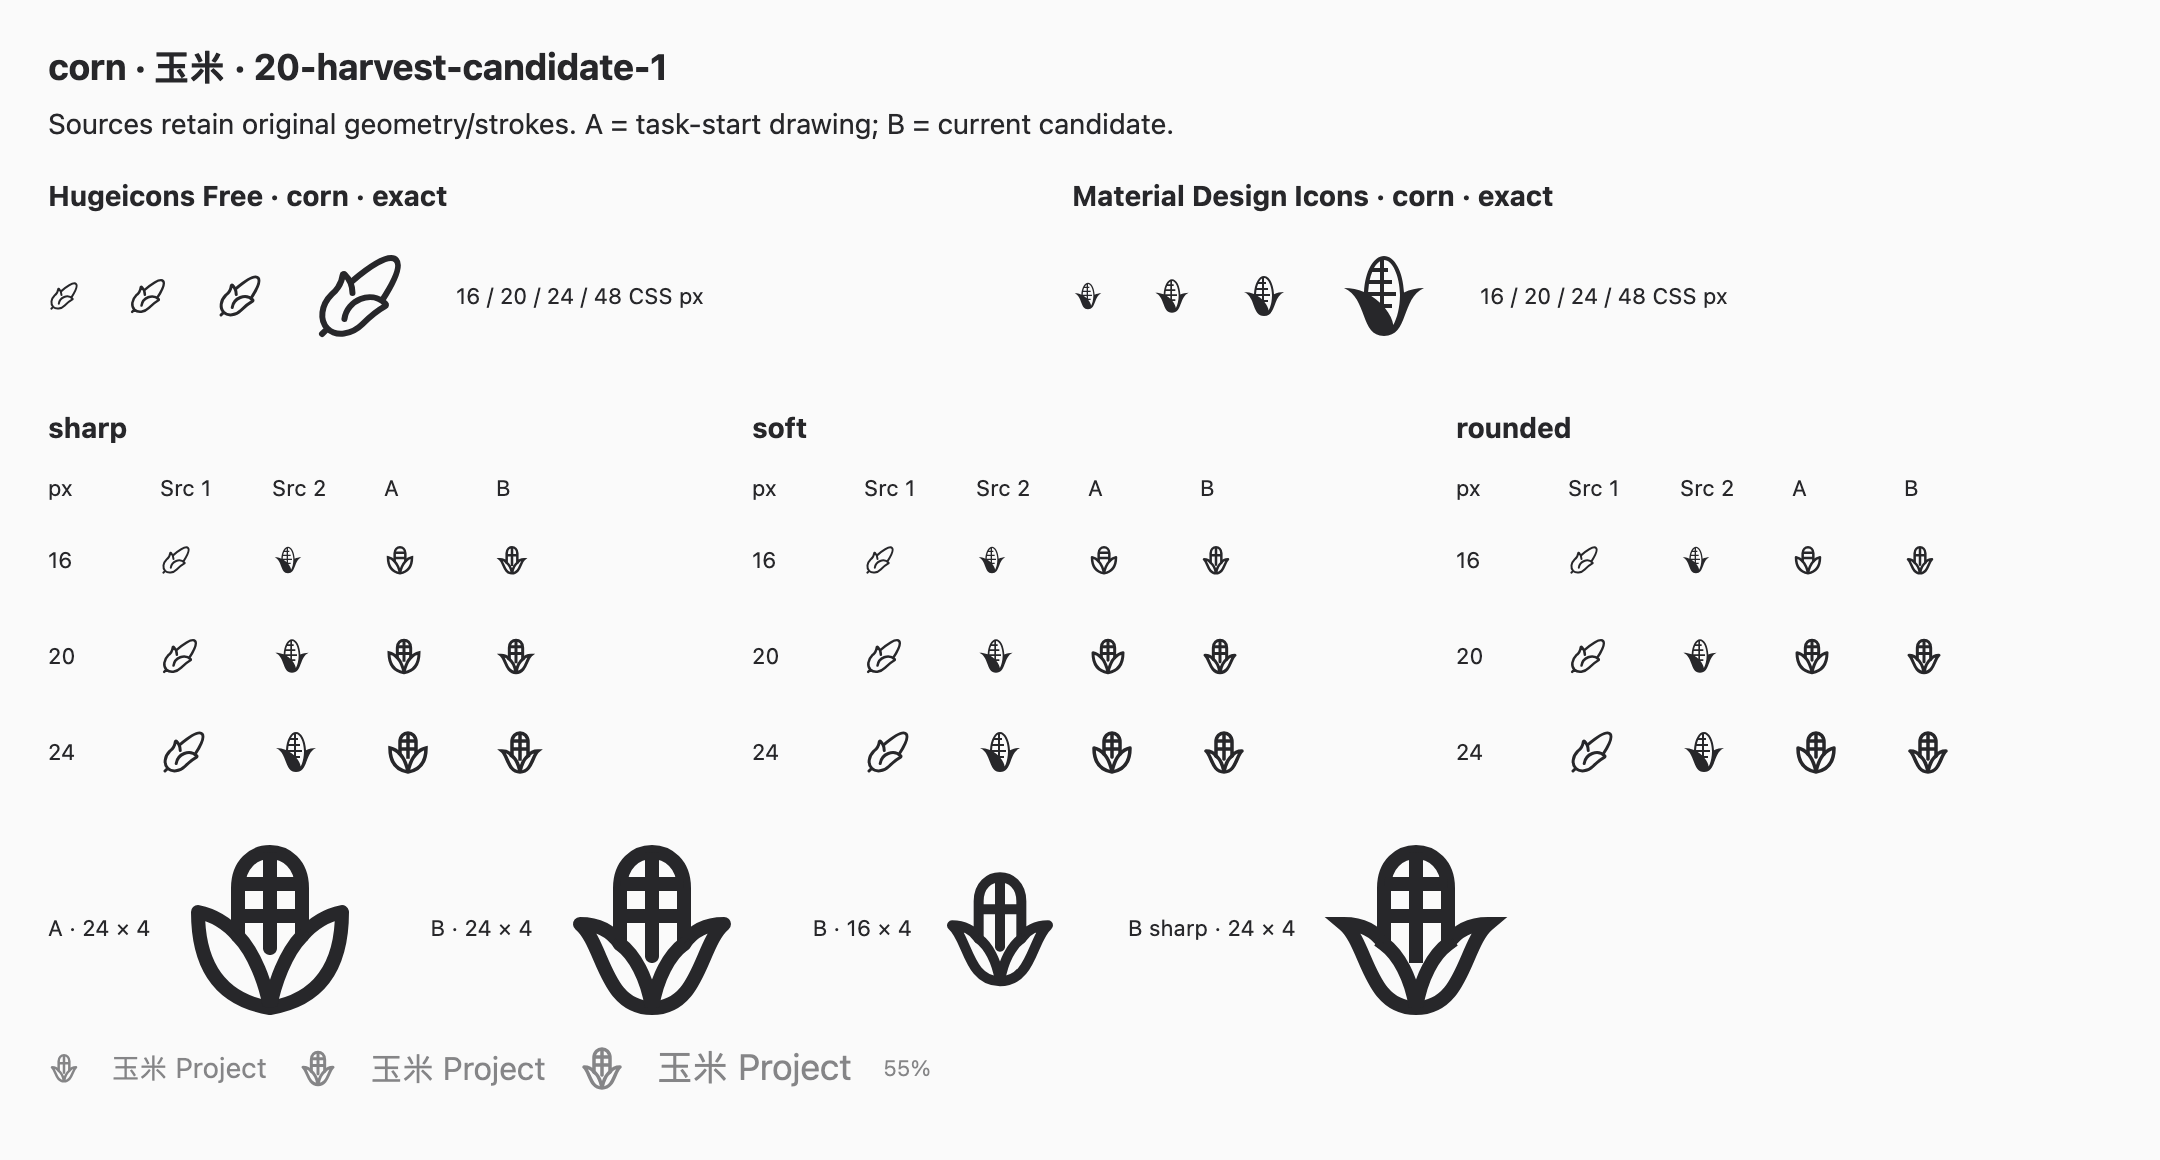 corn · 玉米 · 20-harvest-candidate-1
Sources retain original geometry/strokes. A = task-start drawing; B = current candidate.
Hugeicons Free · corn · exact
Material Design Icons · corn · exact
16 / 20 / 24 / 48 CSS px
16 / 20 / 24 / 48 CSS px
sharp
soft
rounded
px Src 1 Src 2 A B
px Src 1 Src 2 A B
px Src 1 Src 2 A B
16
16
16
20
20
20
24
24
24
A · 24 × 4
B · 24 × 4
B · 16 × 4
B sharp · 24 × 4
玉米 Project
玉米 Project
玉米 Project
55%